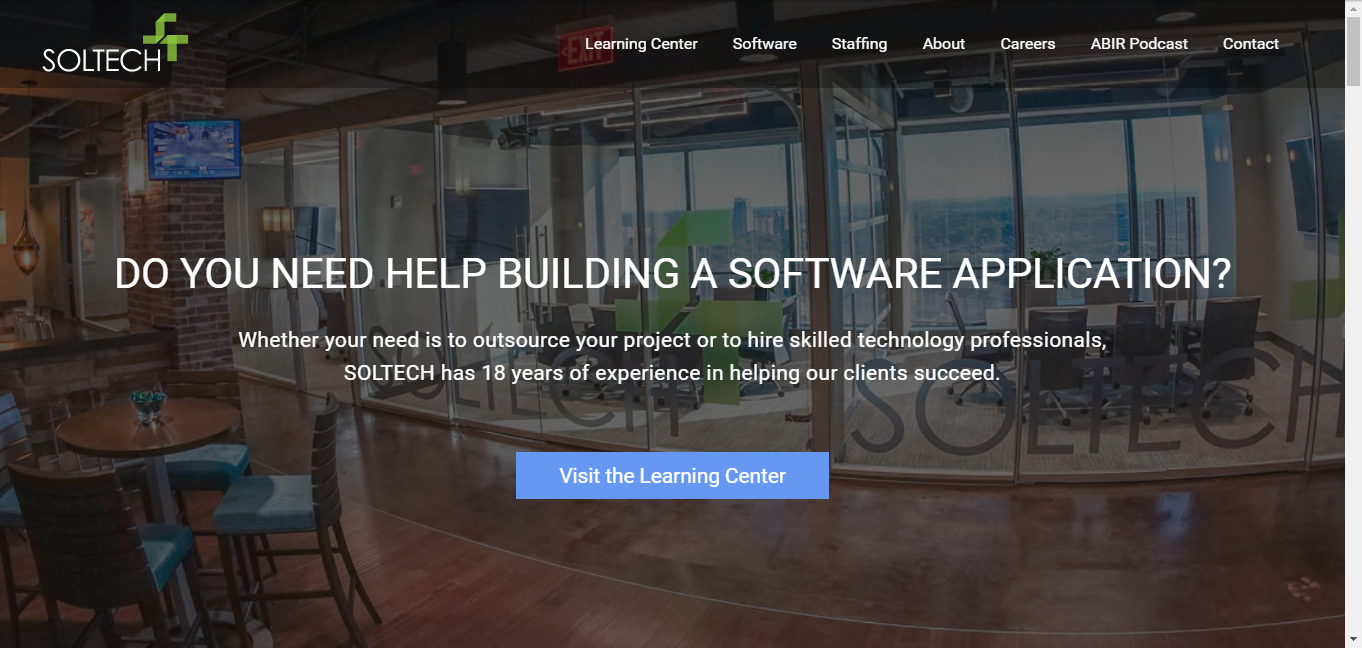 SOLTECH
EXIT
Learning Center
Software
Staffing
About
Careers
ABIR Podcast
Contact
DO YOU NEED HELP BUILDING A SOFTWARE APPLICATION?
Whether your need is to outsource your project or to hire skilled technology professionals,
SOLTECH has 18 years of experience in helping our clients succeed.
SOLTECH
SOLTECH
Visit the Learning Center